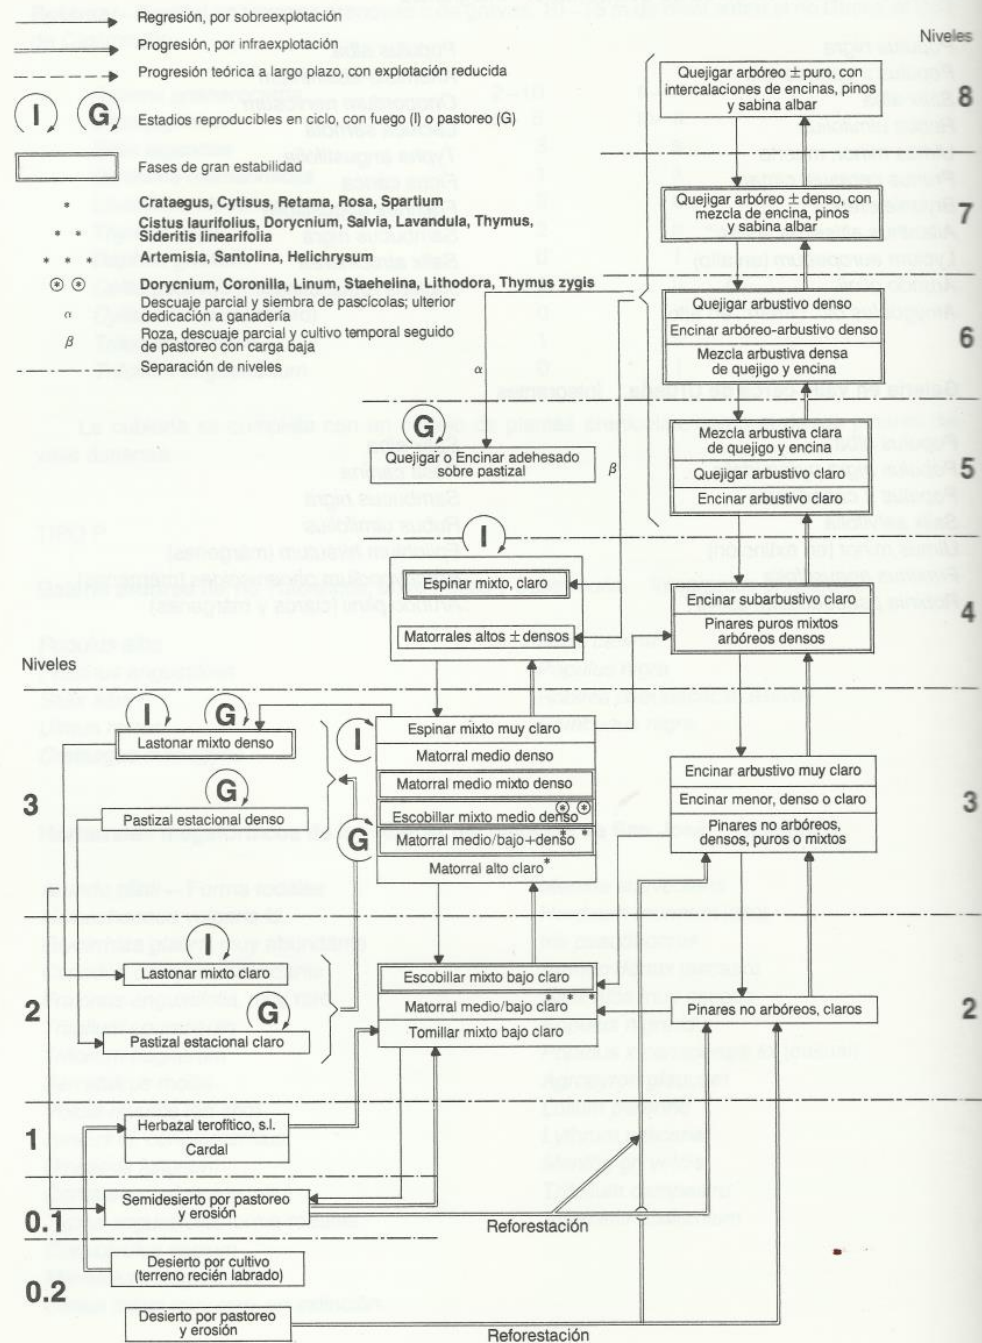 Regresión, por sobreexplotación
Progresión, por infraexplotación
Progresión teórica a largo plazo, con explotación reducida
I G Estadios reproducibles en ciclo, con fuego (I) o pastoreo (G)
Fases de gran estabilidad
* Crataegus, Cytisus, Retama, Rosa, Spartium
* * Cistus laurifolius, Dorycnium, Salvia, Lavandula, Thymus,
Sideritis linearifolia
* * * Artemisia, Santolina, Helichrysum
⊛ ⊛ Dorycnium, Coronilla, Linum, Staehelina, Lithodora, Thymus zygis
α Descuaje parcial y siembra de pascícolas; ulterior
dedicación a ganadería
β Roza, descuaje parcial y cultivo temporal seguido
de pastoreo con carga baja
Separación de niveles
Niveles
8
Quejigar arbóreo ± puro, con
intercalaciones de encinas, pinos
y sabina albar
7
Quejigar arbóreo ± denso, con
mezcla de encina, pinos
y sabina albar
6
Quejigar arbustivo denso
Encinar arbóreo-arbustivo denso
Mezcla arbustiva densa
de quejigo y encina
α
G
Quejigar o Encinar adehesado
sobre pastizal
β
5
Mezcla arbustiva clara
de quejigo y encina
Quejigar arbustivo claro
Encinar arbustivo claro
I
Espinar mixto, claro
Matorrales altos ± densos
4
Encinar subarbustivo claro
Pinares puros mixtos
arbóreos densos
Niveles
3
I G
Lastonar mixto denso
G
Pastizal estacional denso
I
G
Espinar mixto muy claro
Matorral medio denso
Matorral medio mixto denso
Escobillar mixto medio denso ⊛ ⊛
Matorral medio/bajo+denso * *
Matorral alto claro *
Encinar arbustivo muy claro
Encinar menor, denso o claro
Pinares no arbóreos,
densos, puros o mixtos
3
2
I
Lastonar mixto claro
G
Pastizal estacional claro
Escobillar mixto bajo claro
Matorral medio/bajo claro * * *
Tomillar mixto bajo claro
Pinares no arbóreos, claros
2
1
Herbazal terofítico, s.l.
Cardal
0.1
Semidesierto por pastoreo
y erosión
Reforestación
0.2
Desierto por cultivo
(terreno recién labrado)
Desierto por pastoreo
y erosión
Reforestación